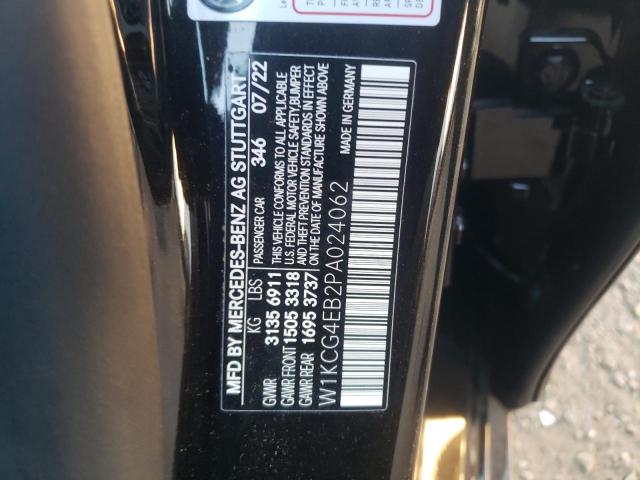 MFD BY MERCEDES-BENZ AG STUTTGART
PASSENGER CAR 346 07/22
KG LBS
GVWR 3135 6911
GAWR FRONT 1505 3318
GAWR REAR 1695 3737
THIS VEHICLE CONFORMS TO ALL APPLICABLE
U.S. FEDERAL MOTOR VEHICLE SAFETY, BUMPER
AND THEFT PREVENTION STANDARDS IN EFFECT
ON THE DATE OF MANUFACTURE SHOWN ABOVE
MADE IN GERMANY
W1KCG4EB2PA024062